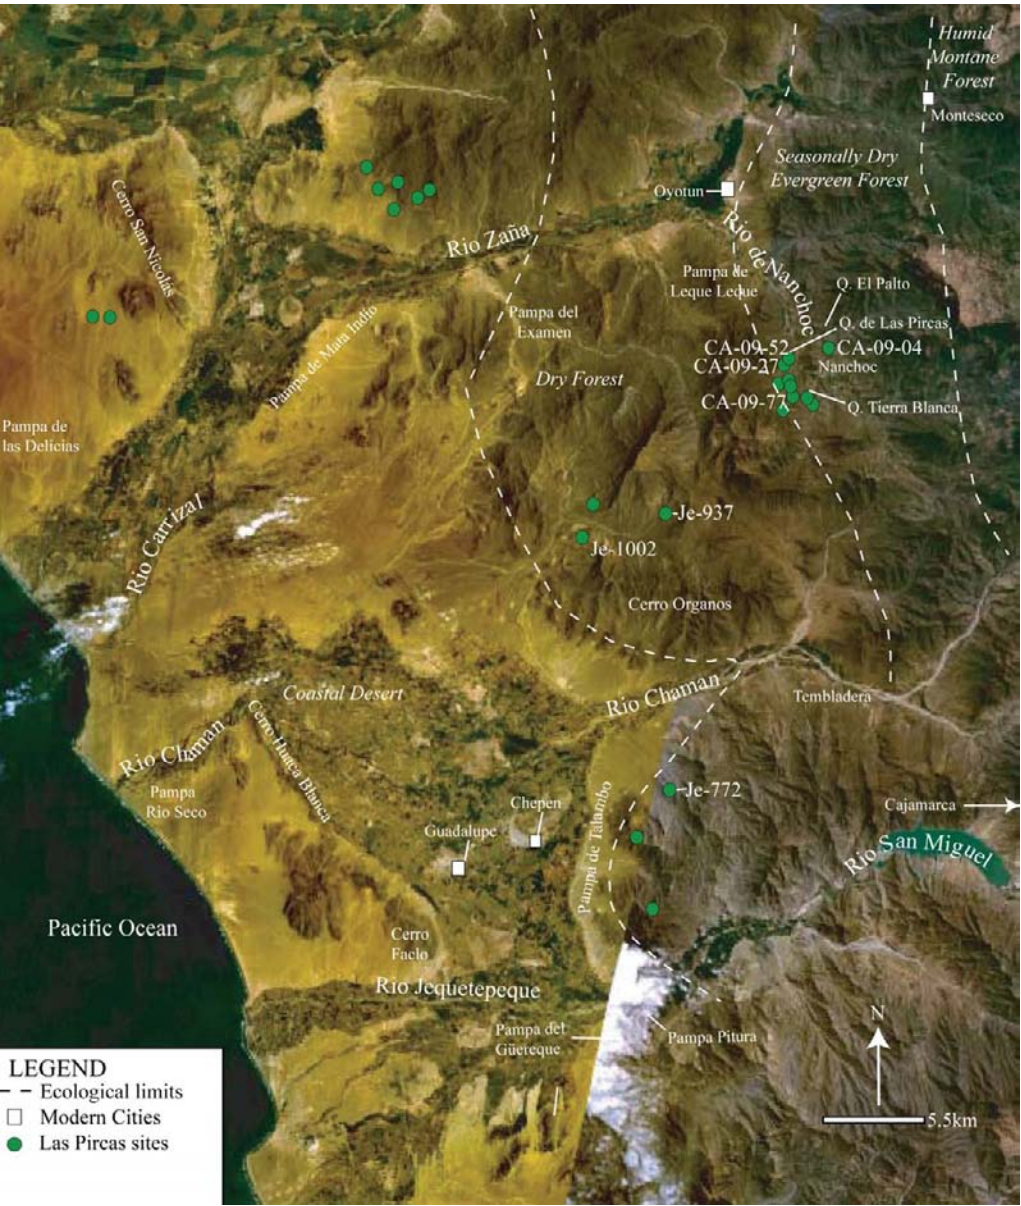 Humid
Montane
Forest
Monteseco
Seasonally Dry
Evergreen Forest
Oyotun
Cerro San Nicolas
Rio Zaña
Rio de Nanchoc
Pampa de
Leque Leque
Q. El Palto
Pampa de Mata Indio
Pampa del
Examen
Q. de Las Pircas
CA-09-52
CA-09-04
CA-09-27
Nanchoc
Dry Forest
CA-09-77
Q. Tierra Blanca
Pampa de
las Delicias
Rio Carrizal
Je-937
Je-1002
Cerro Organos
Coastal Desert
Rio Chaman
Tembladera
Rio Chaman
Cerro Huaca Blanca
Pampa
Rio Seco
Je-772
Chepen
Guadalupe
Pampa de Talambo
Cajamarca
Rio San Miguel
Pacific Ocean
Cerro
Faclo
Rio Jequetepeque
Pampa del
Güereque
Pampa Pitura
N
5.5km
LEGEND
Ecological limits
Modern Cities
Las Pircas sites